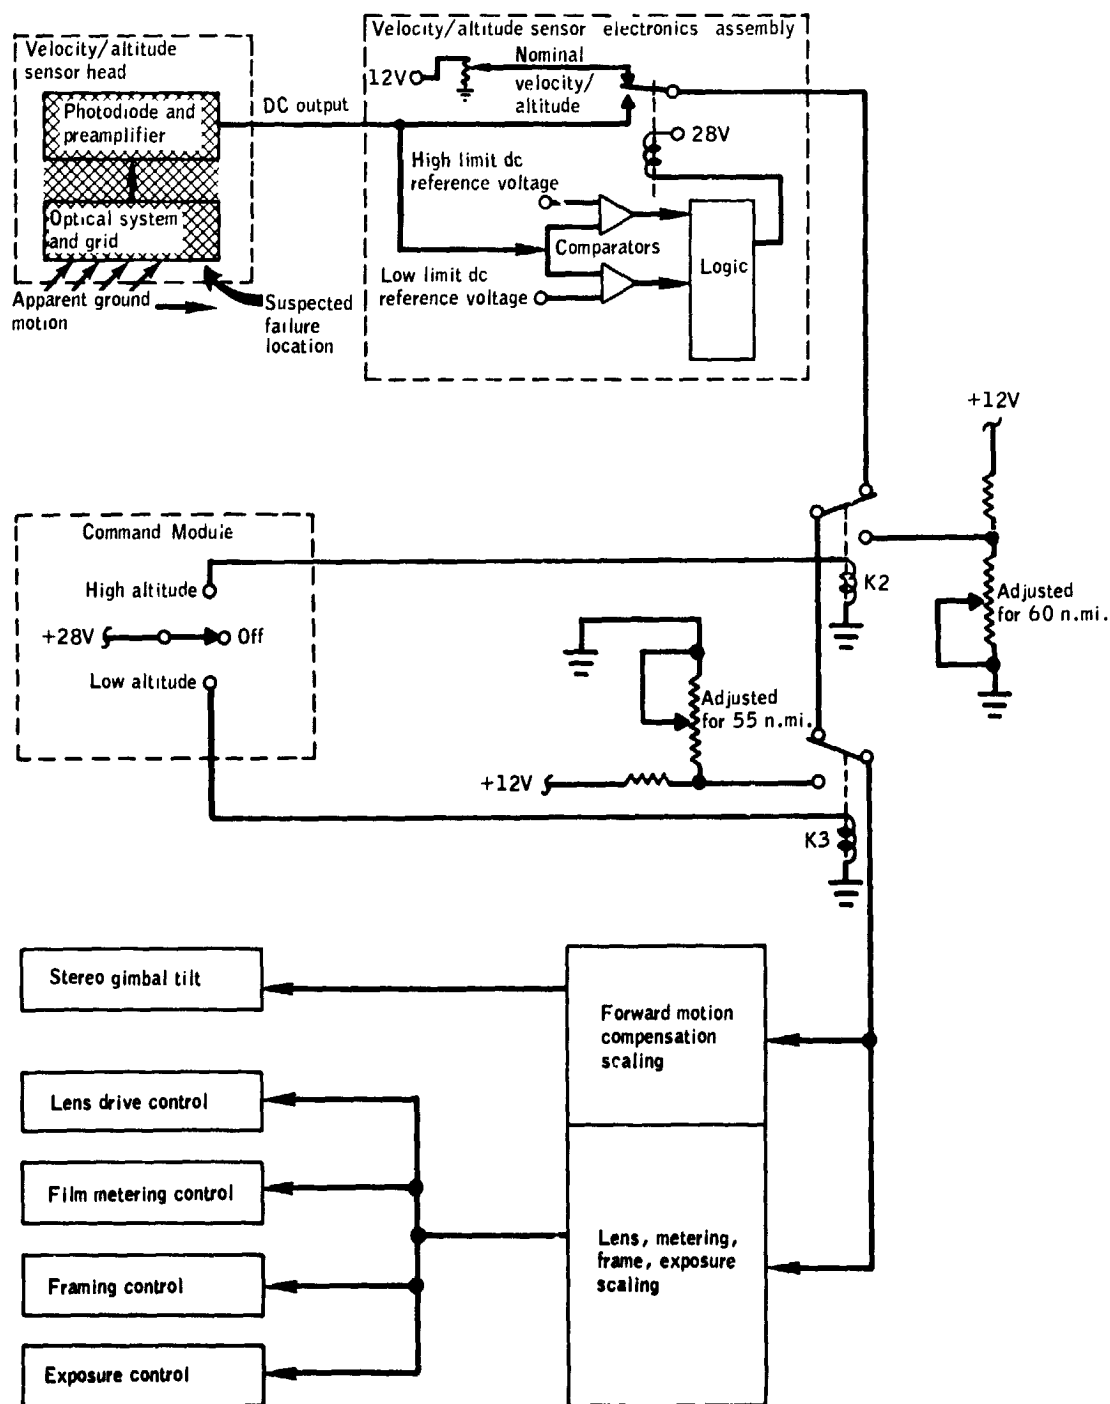 Velocity/altitude sensor electronics assembly
Velocity/altitude
sensor head
Nominal
velocity/
altitude
12V
DC output
Photodiode and
preamplifier
28V
High limit dc
reference voltage
Optical system
and grid
Comparators
Logic
Low limit dc
reference voltage
Apparent ground
motion
Suspected
failure
location
+12V
Command Module
High altitude
K2
Adjusted
for 60 n.mi.
+28V
Off
Low altitude
Adjusted
for 55 n.mi.
+12V
K3
Stereo gimbal tilt
Forward motion
compensation
scaling
Lens drive control
Film metering control
Lens, metering,
frame, exposure
scaling
Framing control
Exposure control